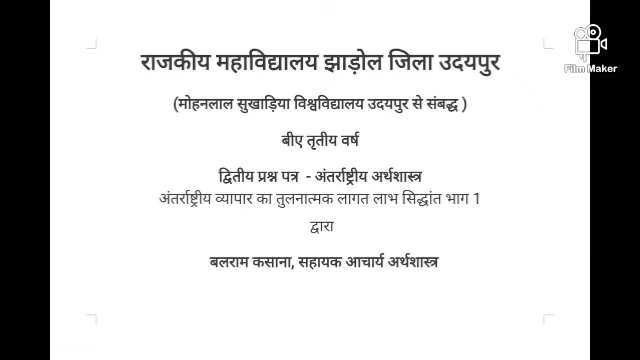 राजकीय महाविद्यालय झाड़ोल जिला उदयपुर
(मोहनलाल सुखाड़िया विश्वविद्यालय उदयपुर से संबद्ध )
बीए तृतीय वर्ष
द्वितीय प्रश्न पत्र - अंतर्राष्ट्रीय अर्थशास्त्र
अंतर्राष्ट्रीय व्यापार का तुलनात्मक लागत लाभ सिद्धांत भाग 1
द्वारा
बलराम कसाना, सहायक आचार्य अर्थशास्त्र
Film Maker